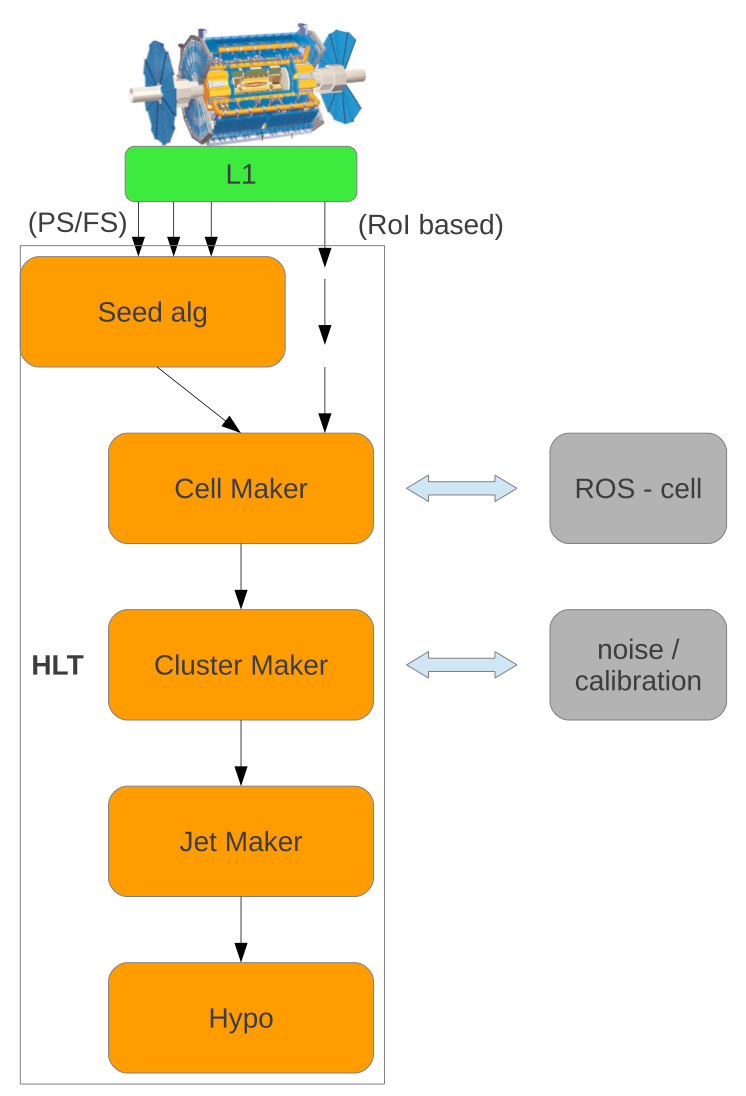 L1
(PS/FS)
(RoI based)
Seed alg
Cell Maker
ROS - cell
HLT
Cluster Maker
noise /
calibration
Jet Maker
Hypo